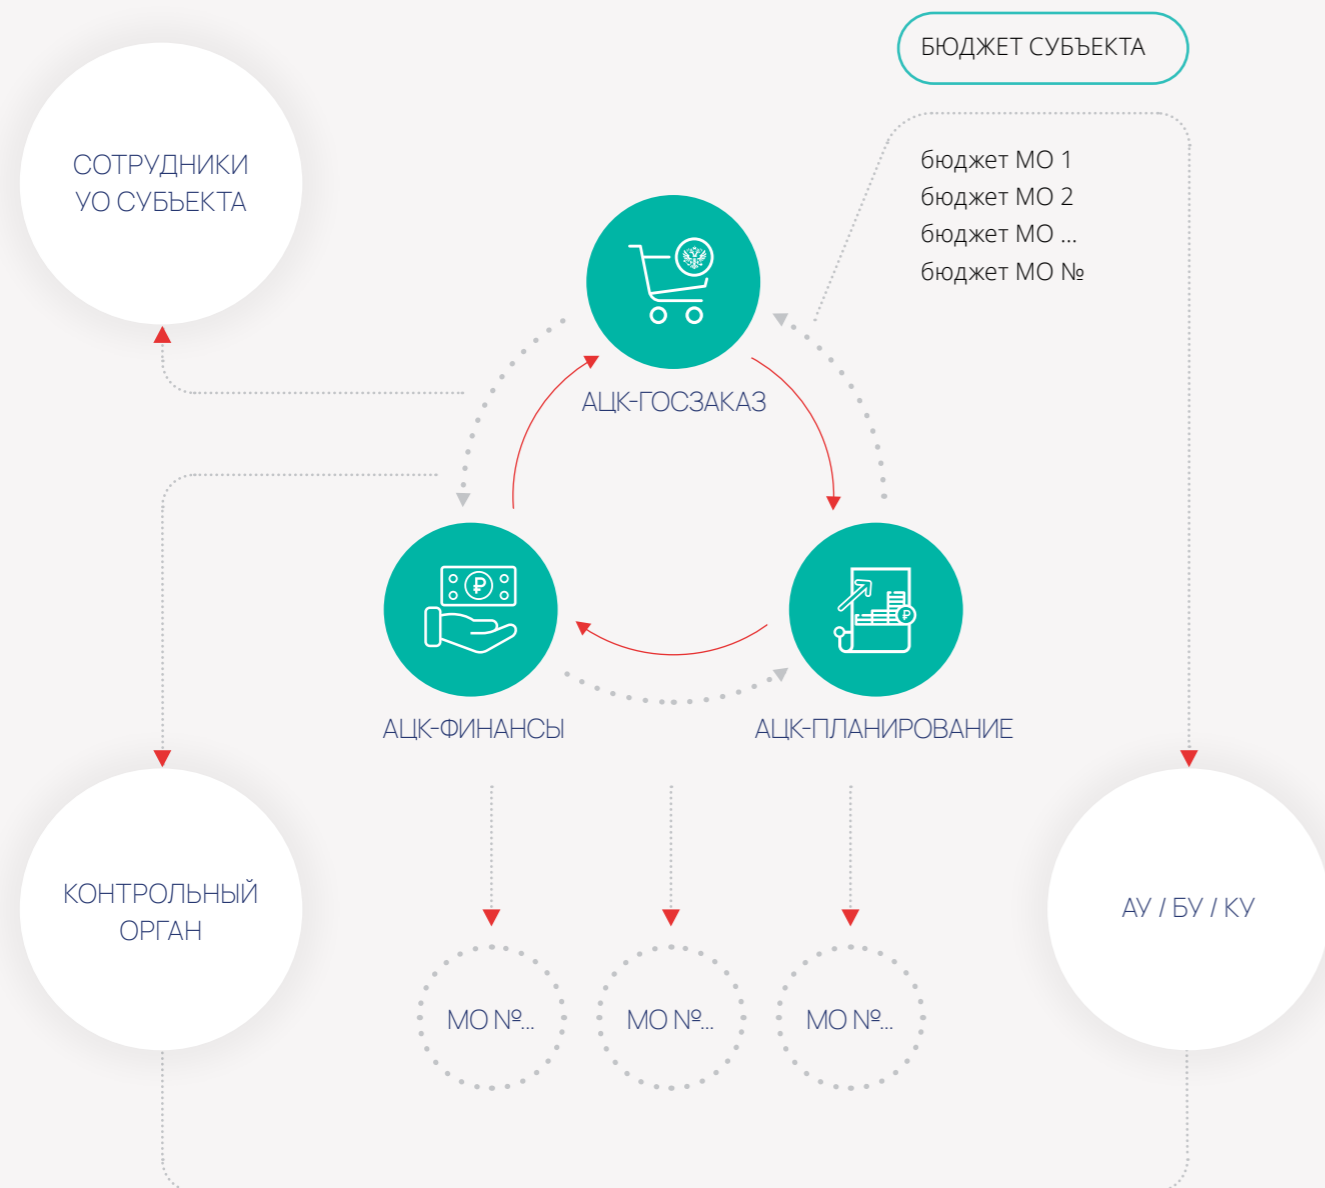 БЮДЖЕТ СУБЪЕКТА
СОТРУДНИКИ
УО СУБЪЕКТА
бюджет МО 1
бюджет МО 2
бюджет МО ...
бюджет МО №
АЦК-ГОСЗАКАЗ
₽
₽
АЦК-ФИНАНСЫ
АЦК-ПЛАНИРОВАНИЕ
КОНТРОЛЬНЫЙ
ОРГАН
АУ / БУ / КУ
МО №...
МО №...
МО №...